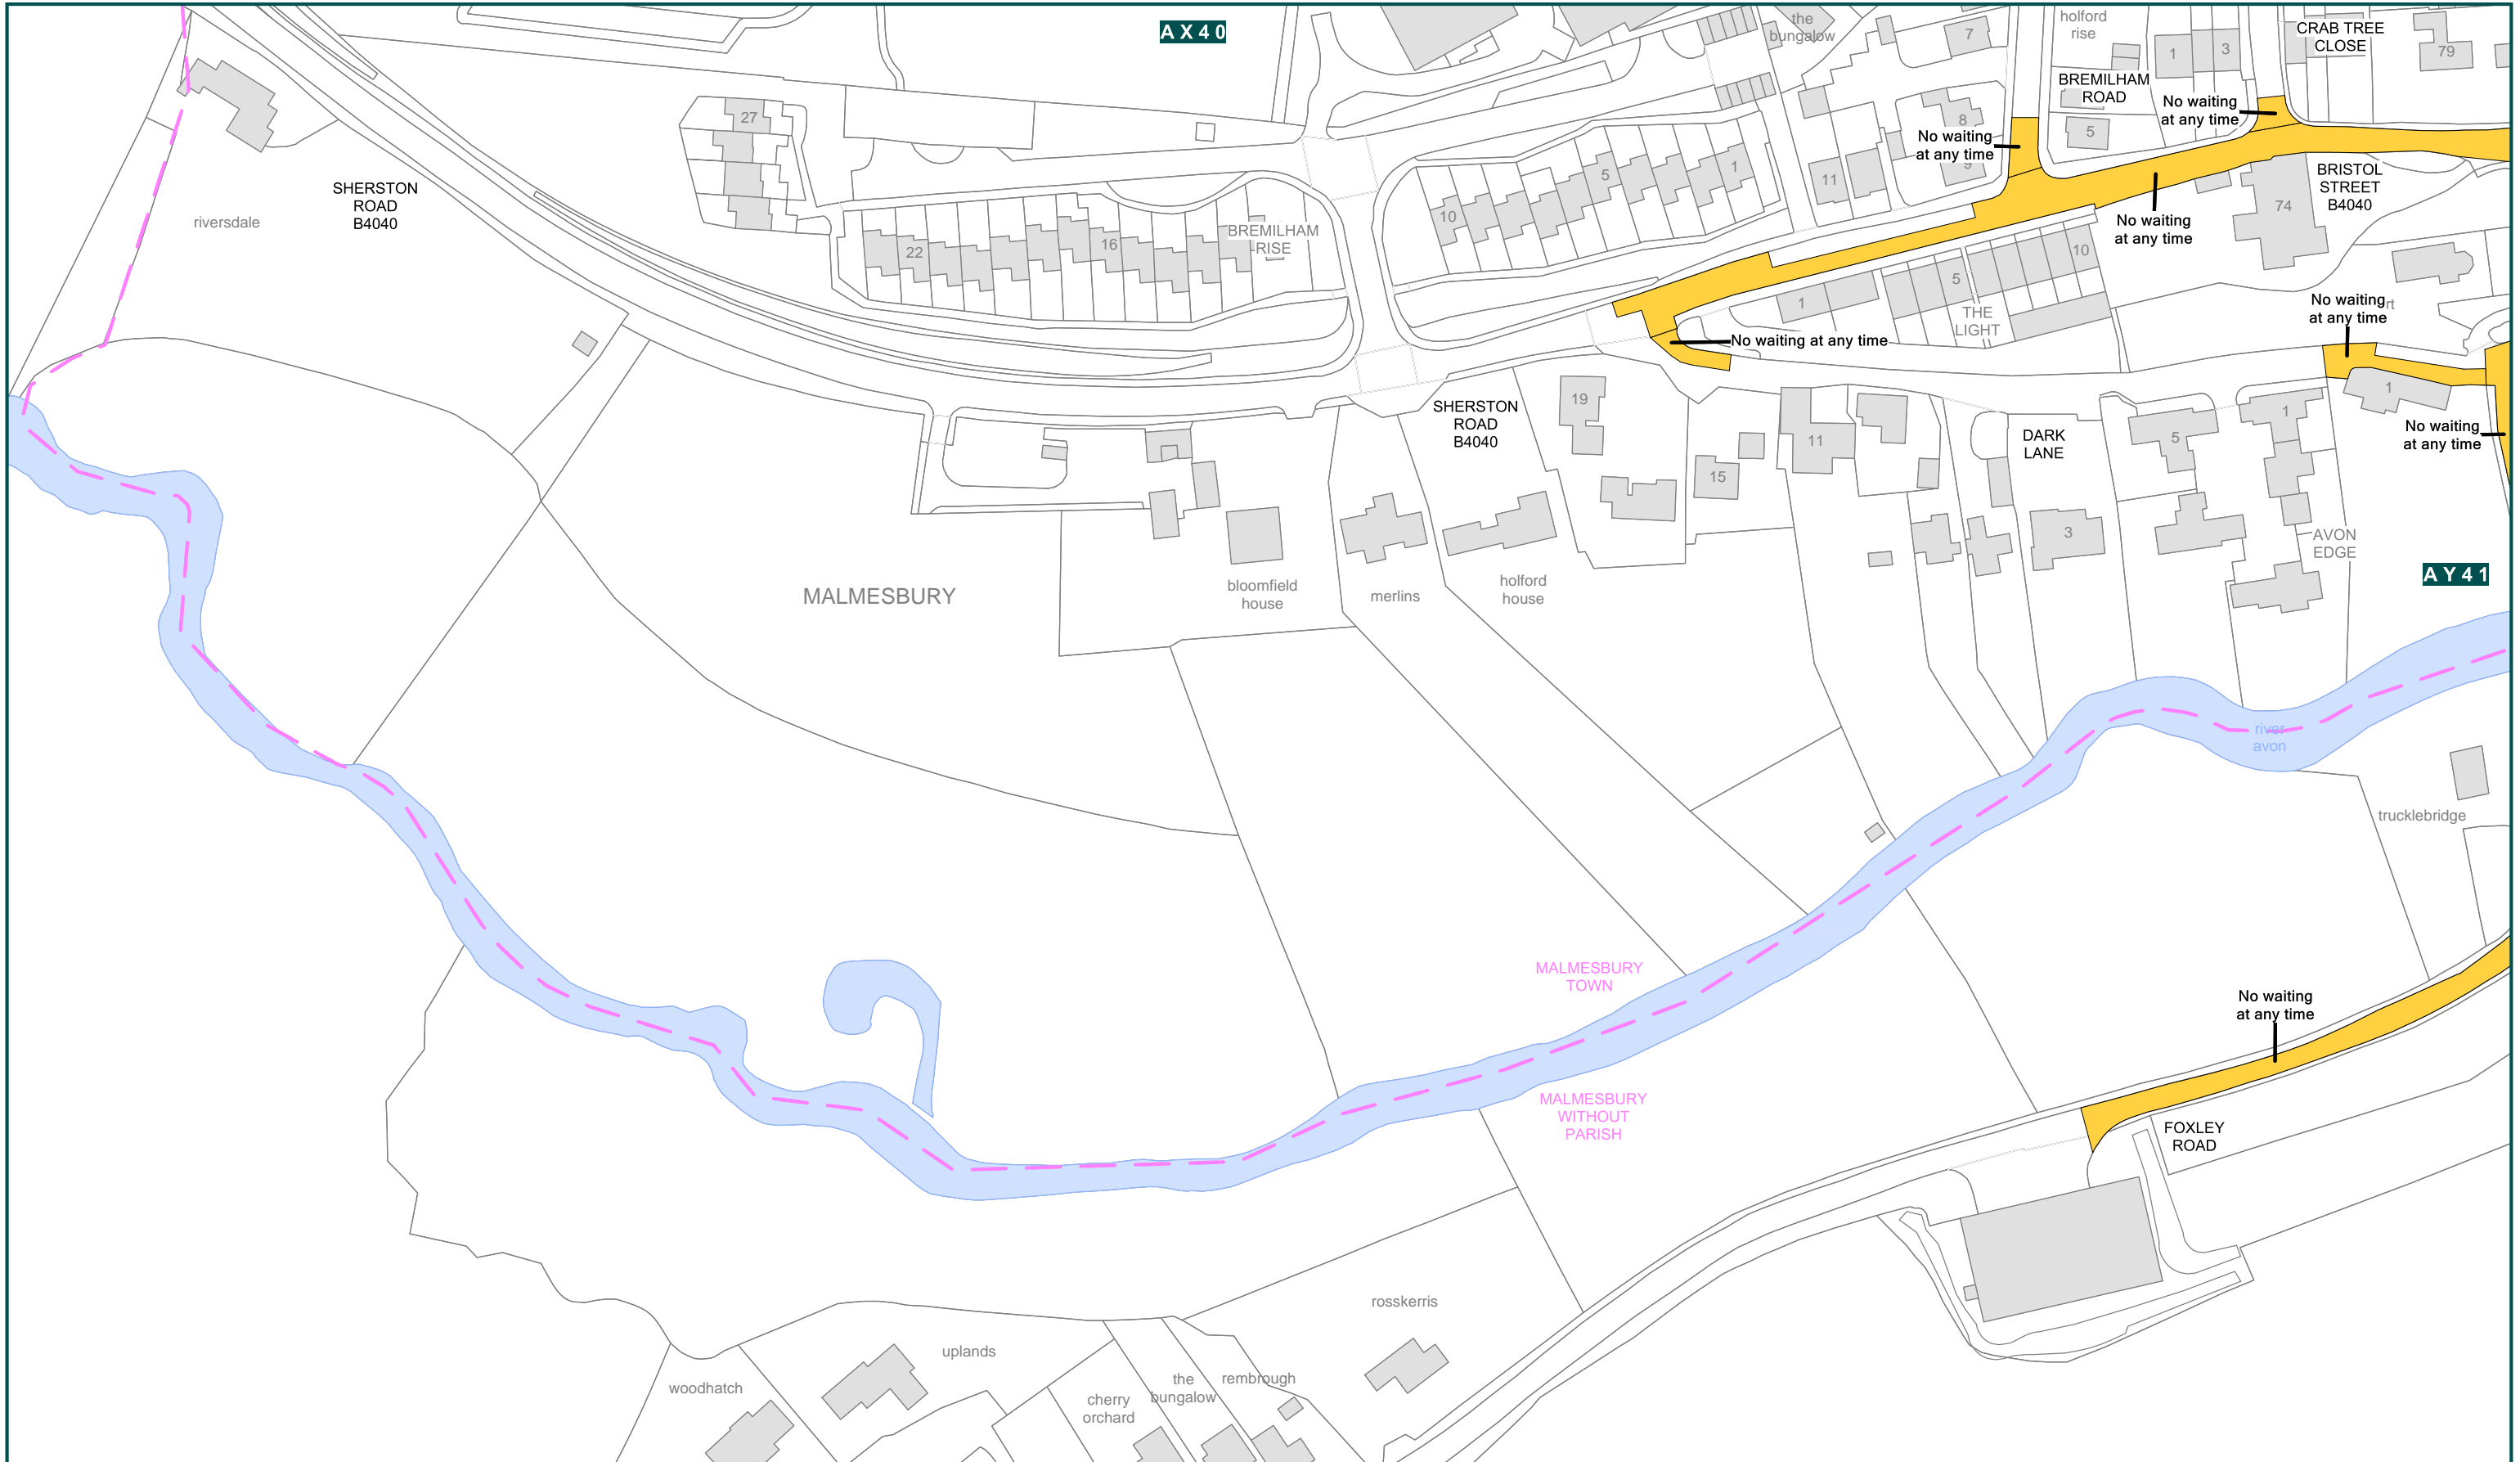 AX40
the
bungalow
7
holford
rise
1
3
CRAB TREE
CLOSE
79
BREMILHAM
ROAD
No waiting
at any time
5
No waiting
at any time
8
9
27
SHERSTON
ROAD
B4040
riversdale
BREMILHAM
RISE
22
16
10
5
1
11
BRISTOL
STREET
B4040
74
No waiting
at any time
10
5
1
THE
LIGHT
No waiting
at any time
rt
No waiting at any time
1
No waiting
at any time
SHERSTON
ROAD
B4040
19
11
15
DARK
LANE
5
1
3
AVON
EDGE
AY41
MALMESBURY
bloomfield
house
merlins
holford
house
river
avon
trucklebridge
MALMESBURY
TOWN
MALMESBURY
WITHOUT
PARISH
No waiting
at any time
FOXLEY
ROAD
rosskerris
uplands
woodhatch
cherry
orchard
the
bungalow
rembrough